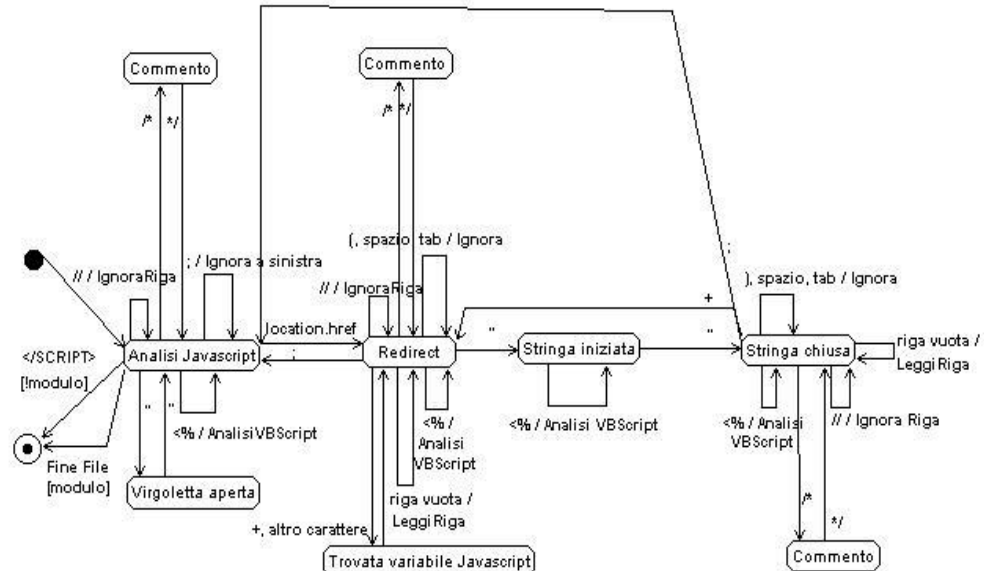 Commento
Commento
/*
*/
/*
*/
(, spazio, tab / Ignora
; / Ignora a sinistra
// / IgnoraRiga
// / IgnoraRiga
;
), spazio, tab / Ignora
+
.location.href
"
"
</SCRIPT>
[!modulo]
Analisi Javascript
;
Redirect
Stringa iniziata
Stringa chiusa
riga vuota /
LeggiRiga
"
"
<% / AnalisiVBScript
<% /
Analisi
VBScript
<% / Analisi VBScript
<% / Analisi
VBScript
// / Ignora Riga
Fine File
[modulo]
Virgoletta aperta
riga vuota /
LeggiRiga
/*
*/
+, altro carattere
Trovata variabile Javascript
Commento